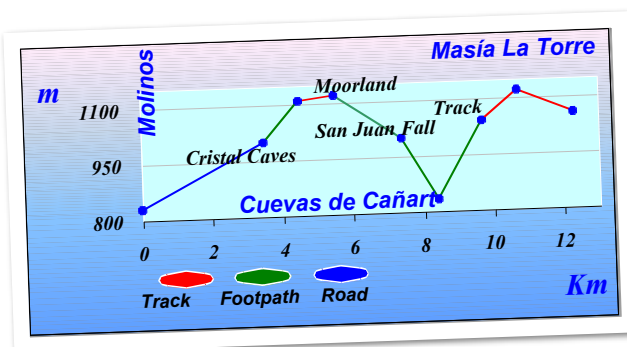 Masía La Torre
m
Molinos
Moorland
1100
Track
San Juan Fall
Cristal Caves
950
Cuevas de Cañart
800
0 2 4 6 8 10 12
Km
Track Footpath Road